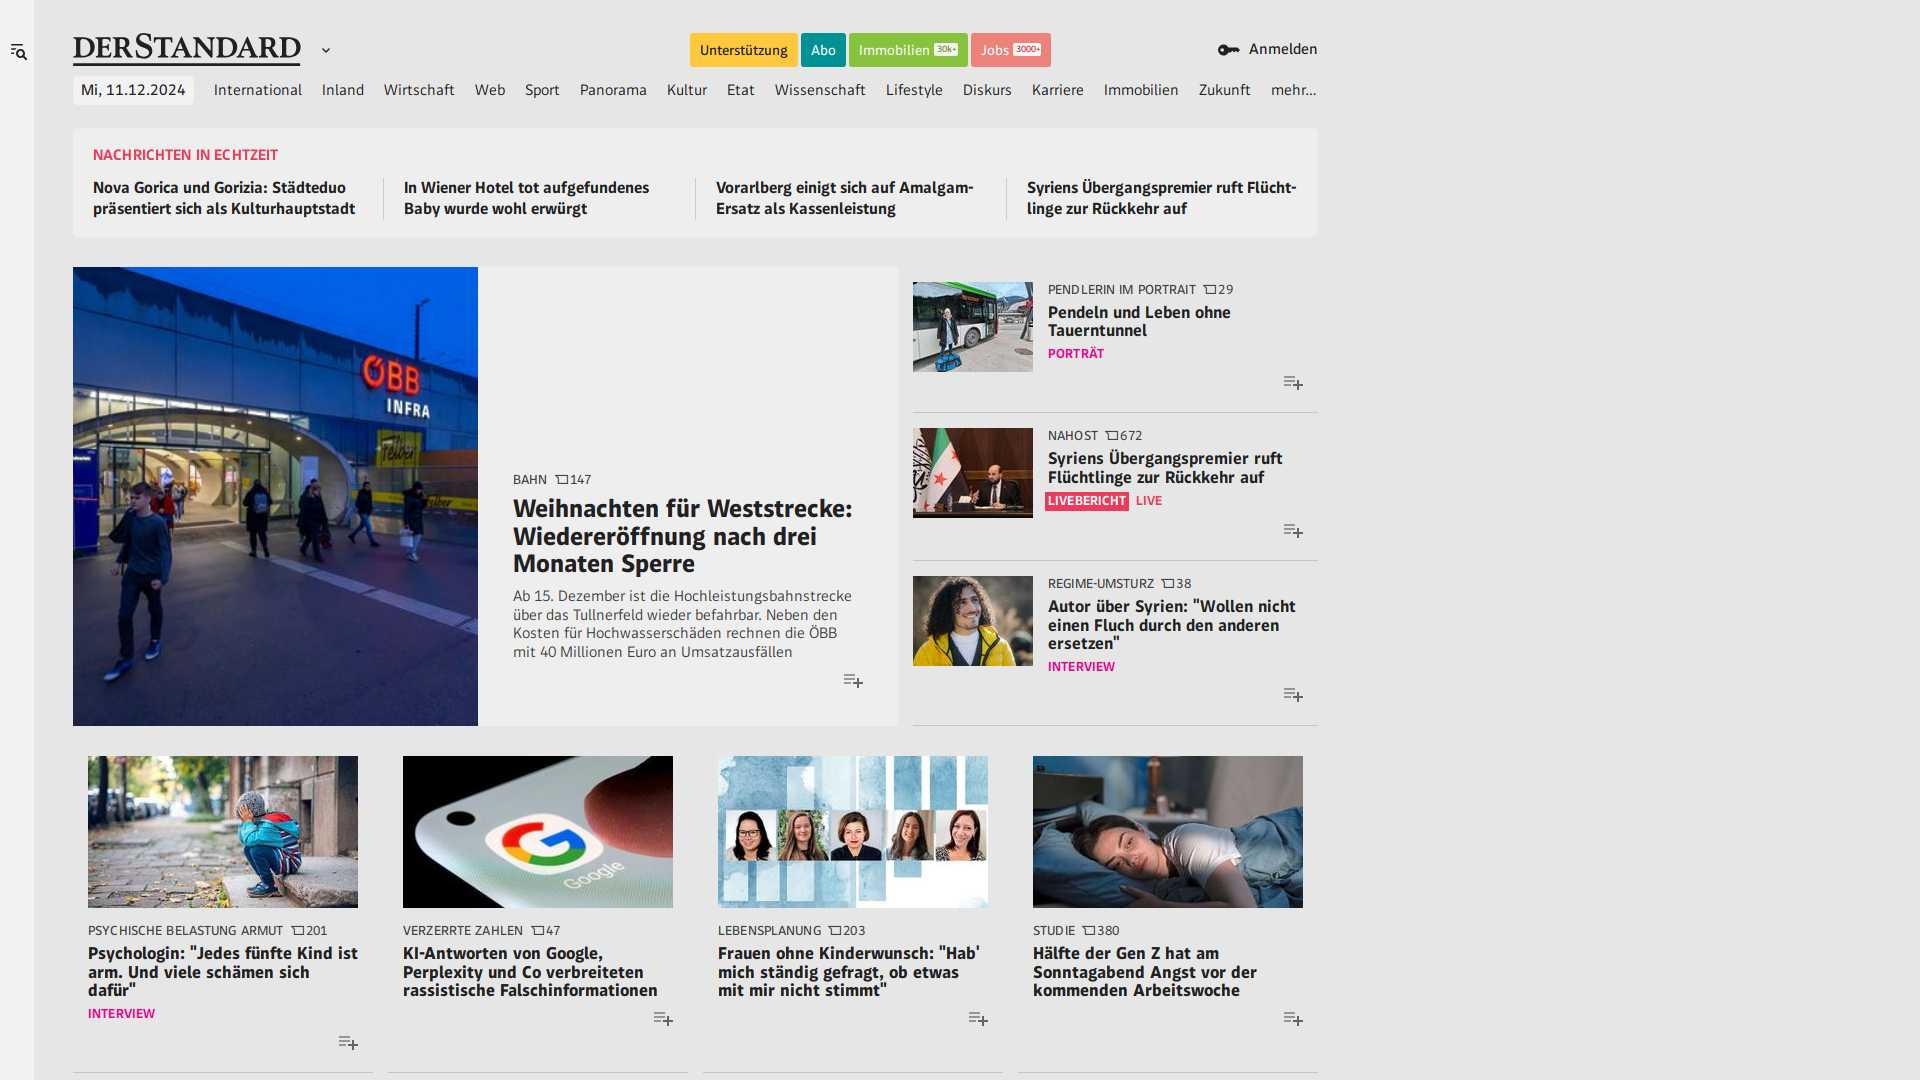 DERSTANDARD
Unterstützung
Abo
Immobilien 30k+
Jobs 3000+
Anmelden
Mi, 11.12.2024
International
Inland
Wirtschaft
Web
Sport
Panorama
Kultur
Etat
Wissenschaft
Lifestyle
Diskurs
Karriere
Immobilien
Zukunft
mehr...
NACHRICHTEN IN ECHTZEIT
Nova Gorica und Gorizia: Städteduo
präsentiert sich als Kulturhauptstadt
In Wiener Hotel tot aufgefundenes
Baby wurde wohl erwürgt
Vorarlberg einigt sich auf Amalgam-
Ersatz als Kassenleistung
Syriens Übergangspremier ruft Flücht-
linge zur Rückkehr auf
ÖBB
INFRA
BAHN 147
Weihnachten für Weststrecke:
Wiedereröffnung nach drei
Monaten Sperre
Ab 15. Dezember ist die Hochleistungsbahnstrecke
über das Tullnerfeld wieder befahrbar. Neben den
Kosten für Hochwasserschäden rechnen die ÖBB
mit 40 Millionen Euro an Umsatzausfällen
PENDLERIN IM PORTRAIT 29
Pendeln und Leben ohne
Tauerntunnel
PORTRÄT
NAHOST 672
Syriens Übergangspremier ruft
Flüchtlinge zur Rückkehr auf
LIVEBERICHT LIVE
REGIME-UMSTURZ 38
Autor über Syrien: "Wollen nicht
einen Fluch durch den anderen
ersetzen"
INTERVIEW
PSYCHISCHE BELASTUNG ARMUT 201
Psychologin: "Jedes fünfte Kind ist
arm. Und viele schämen sich
dafür"
INTERVIEW
Google
VERZERRTE ZAHLEN 47
KI-Antworten von Google,
Perplexity und Co verbreiteten
rassistische Falschinformationen
LEBENSPLANUNG 203
Frauen ohne Kinderwunsch: "Hab'
mich ständig gefragt, ob etwas
mit mir nicht stimmt"
STUDIE 380
Hälfte der Gen Z hat am
Sonntagabend Angst vor der
kommenden Arbeitswoche